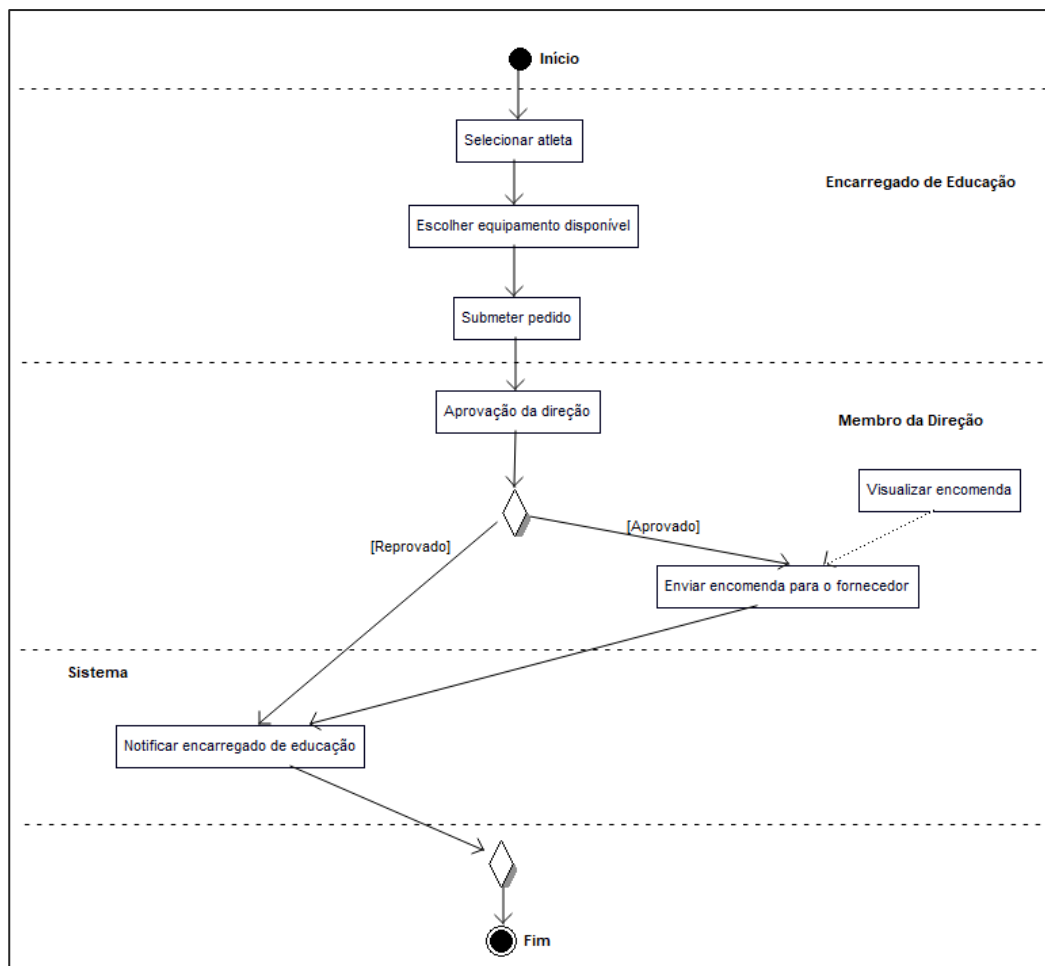 Início
Selecionar atleta
Encarregado de Educação
Escolher equipamento disponível
Submeter pedido
Aprovação da direção
Membro da Direção
Visualizar encomenda
[Aprovado]
[Reprovado]
Enviar encomenda para o fornecedor
Sistema
Notificar encarregado de educação
Fim